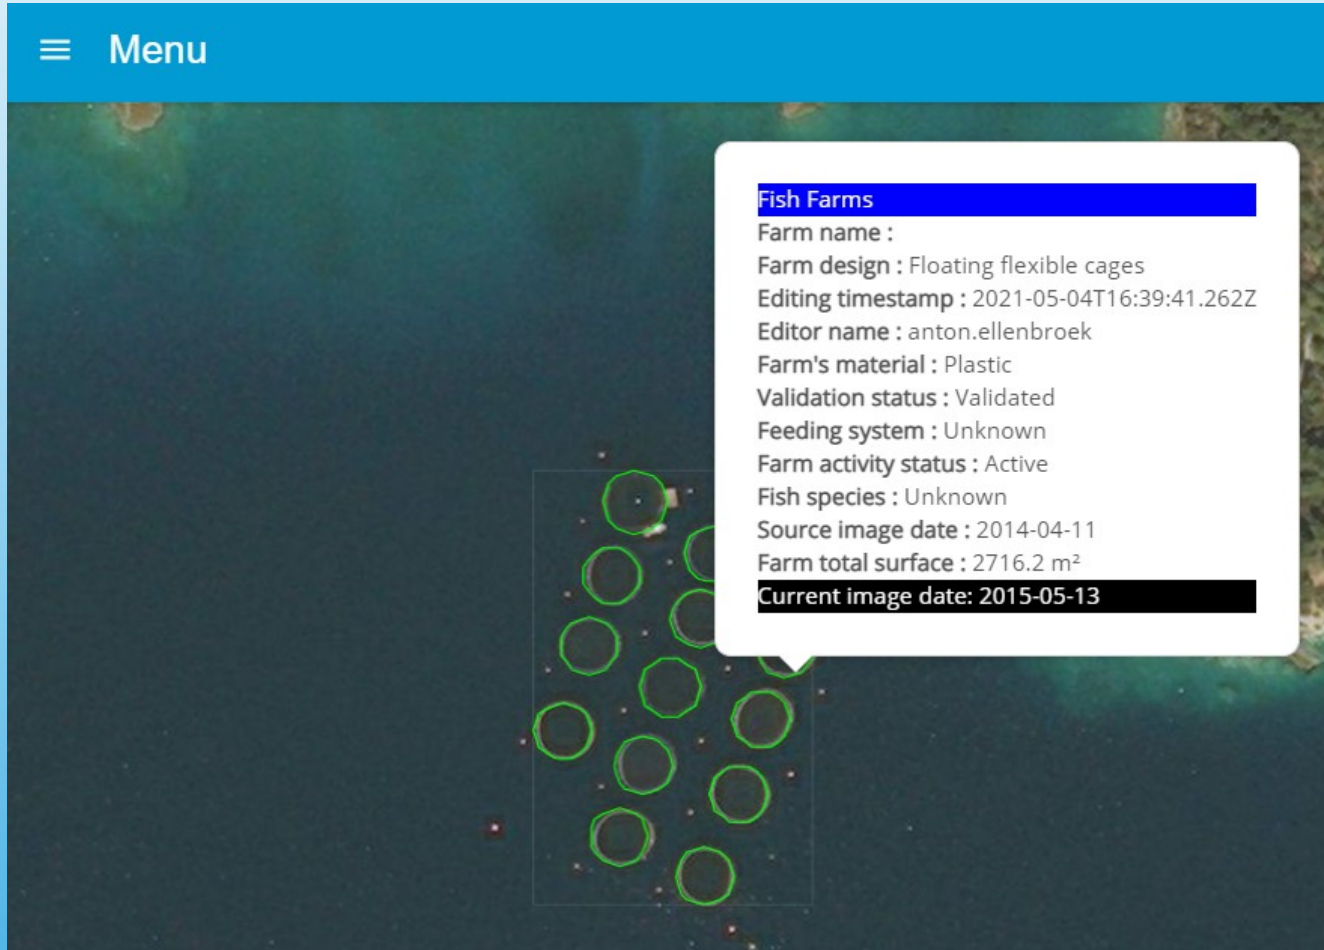 Menu
Fish Farms
Farm name :
Farm design : Floating flexible cages
Editing timestamp : 2021-05-04T16:39:41.262Z
Editor name : anton.ellenbroek
Farm's material : Plastic
Validation status : Validated
Feeding system : Unknown
Farm activity status : Active
Fish species : Unknown
Source image date : 2014-04-11
Farm total surface : 2716.2 m²
Current image date: 2015-05-13